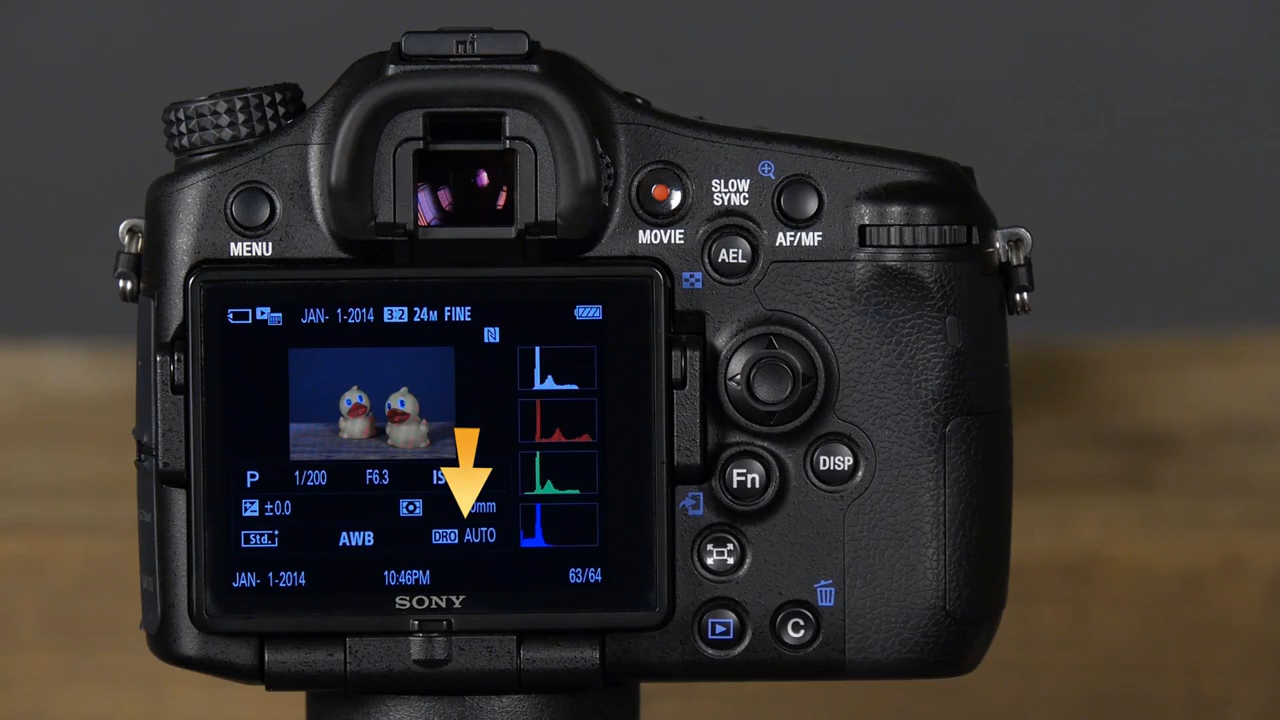 mi
MENU
MOVIE
SLOW
SYNC
AEL
AF/MF
JAN- 1-2014 3:2 24M FINE
N
P 1/200 F6.3
±0.0
Std. AWB DRO AUTO
JAN- 1-2014 10:46PM 63/64
SONY
Fn
DISP
C